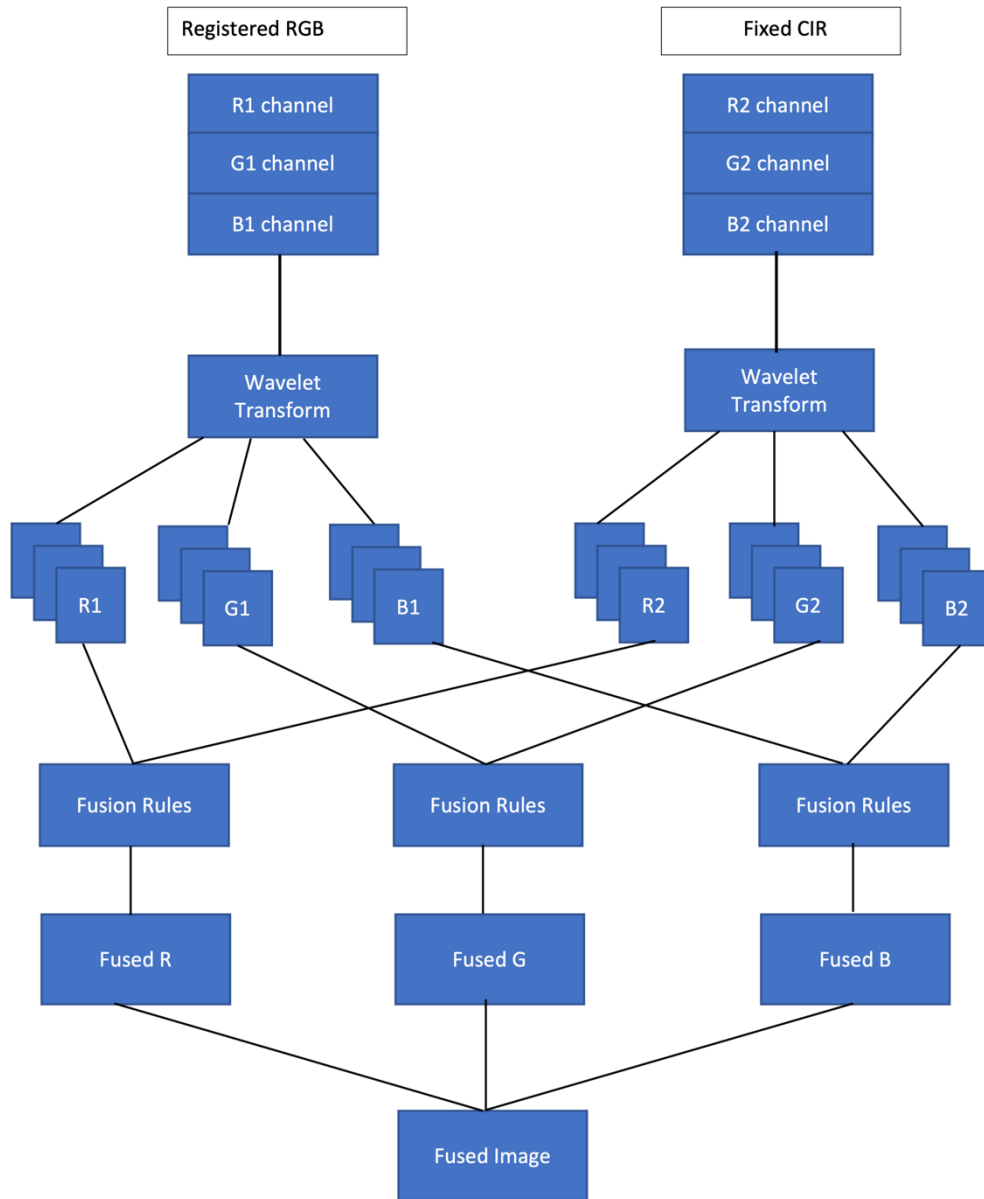 Registered RGB
Fixed CIR
R1 channel
R2 channel
G1 channel
G2 channel
B1 channel
B2 channel
Wavelet
Transform
Wavelet
Transform
R1
G1
B1
R2
G2
B2
Fusion Rules
Fusion Rules
Fusion Rules
Fused R
Fused G
Fused B
Fused Image